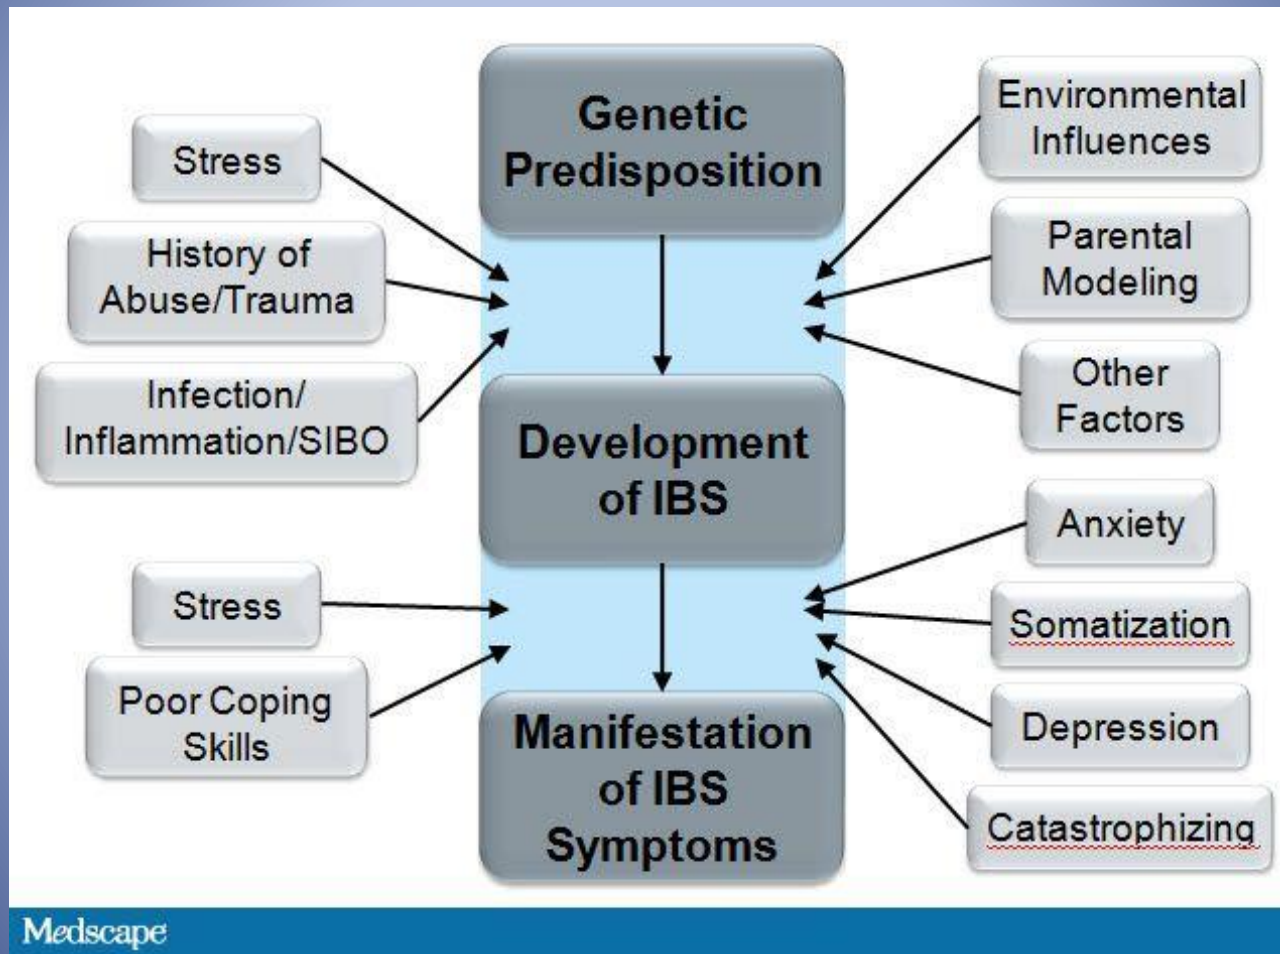 Genetic
Predisposition
Stress
History of
Abuse/Trauma
Infection/
Inflammation/SIBO
Environmental
Influences
Parental
Modeling
Other
Factors
Development
of IBS
Stress
Poor Coping
Skills
Anxiety
Somatization
Depression
Catastrophizing
Manifestation
of IBS
Symptoms
Medscape